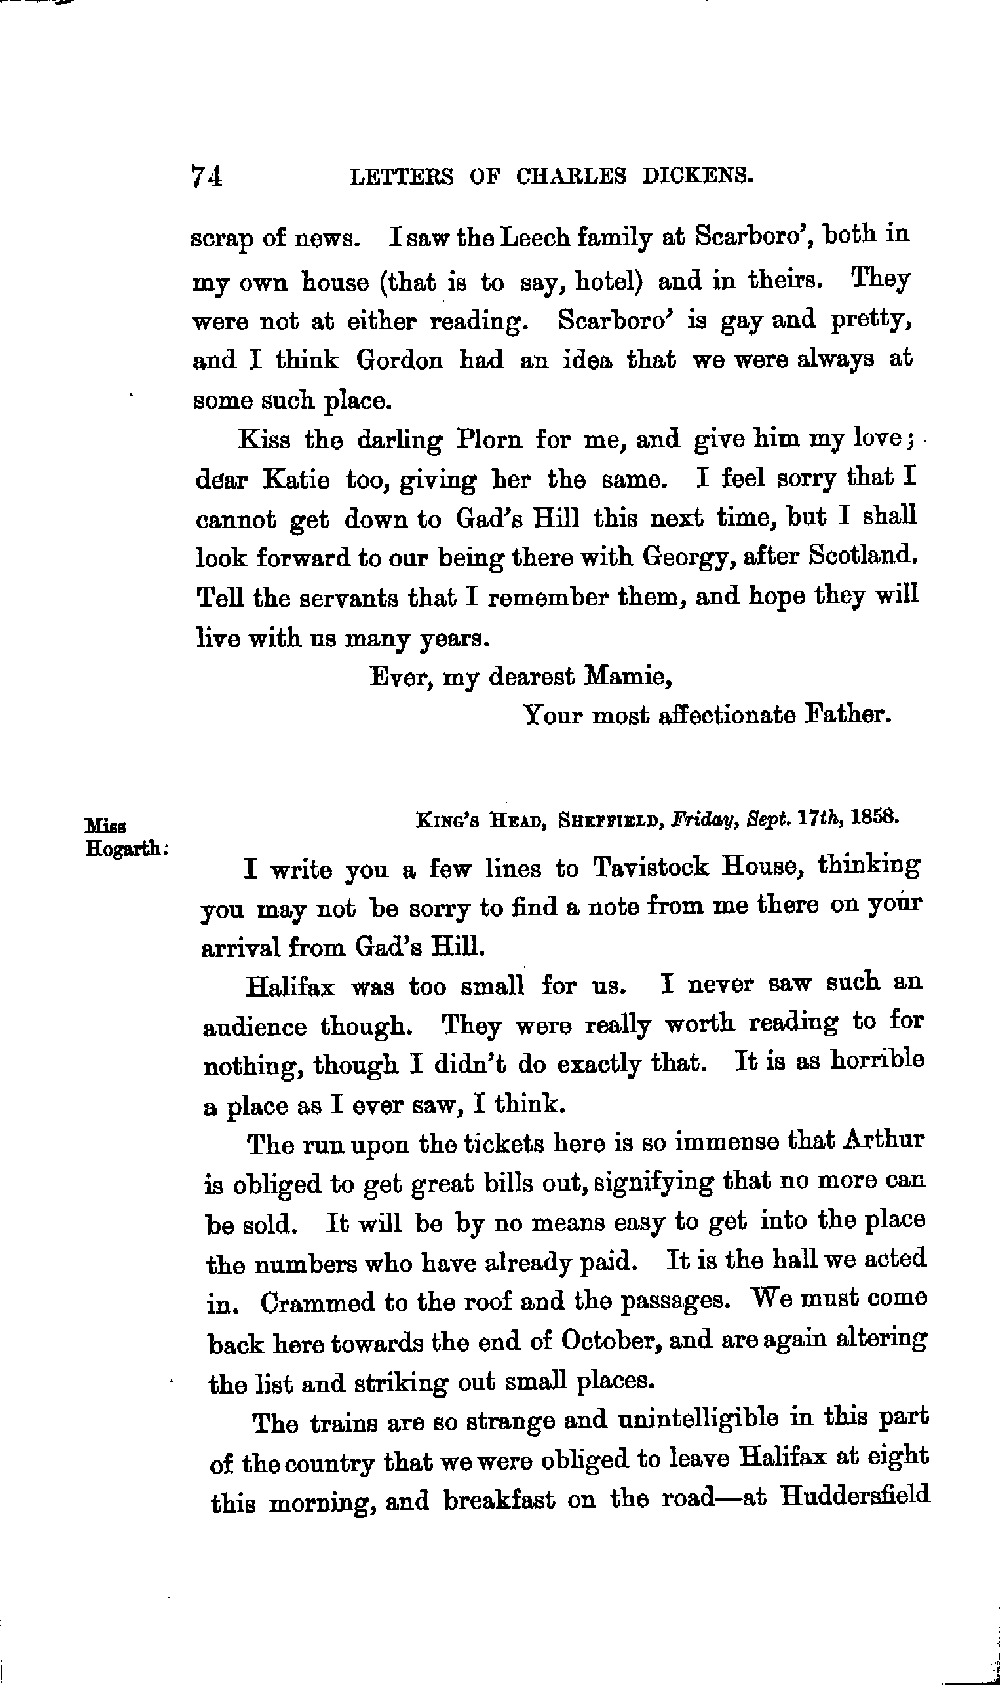 74 LETTERS OF CHARLES DICKENS.
scrap of news. I saw the Leech family at Scarboro', both in
my own house (that is to say, hotel) and in theirs. They
were not at either reading. Scarboro' is gay and pretty,
and I think Gordon had an idea that we were always at
some such place.
Kiss the darling Plorn for me, and give him my love;
dear Katie too, giving her the same. I feel sorry that I
cannot get down to Gad's Hill this next time, but I shall
look forward to our being there with Georgy, after Scotland.
Tell the servants that I remember them, and hope they will
live with us many years.
Ever, my dearest Mamie,
Your most affectionate Father.
Miss
Hogarth:
KING'S HEAD, SHEFFIELD, Friday, Sept. 17th, 1858.
I write you a few lines to Tavistock House, thinking
you may not be sorry to find a note from me there on your
arrival from Gad's Hill.
Halifax was too small for us. I never saw such an
audience though. They were really worth reading to for
nothing, though I didn't do exactly that. It is as horrible
a place as I ever saw, I think.
The run upon the tickets here is so immense that Arthur
is obliged to get great bills out, signifying that no more can
be sold. It will be by no means easy to get into the place
the numbers who have already paid. It is the hall we acted
in. Crammed to the roof and the passages. We must come
back here towards the end of October, and are again altering
the list and striking out small places.
The trains are so strange and unintelligible in this part
of the country that we were obliged to leave Halifax at eight
this morning, and breakfast on the road—at Huddersfield